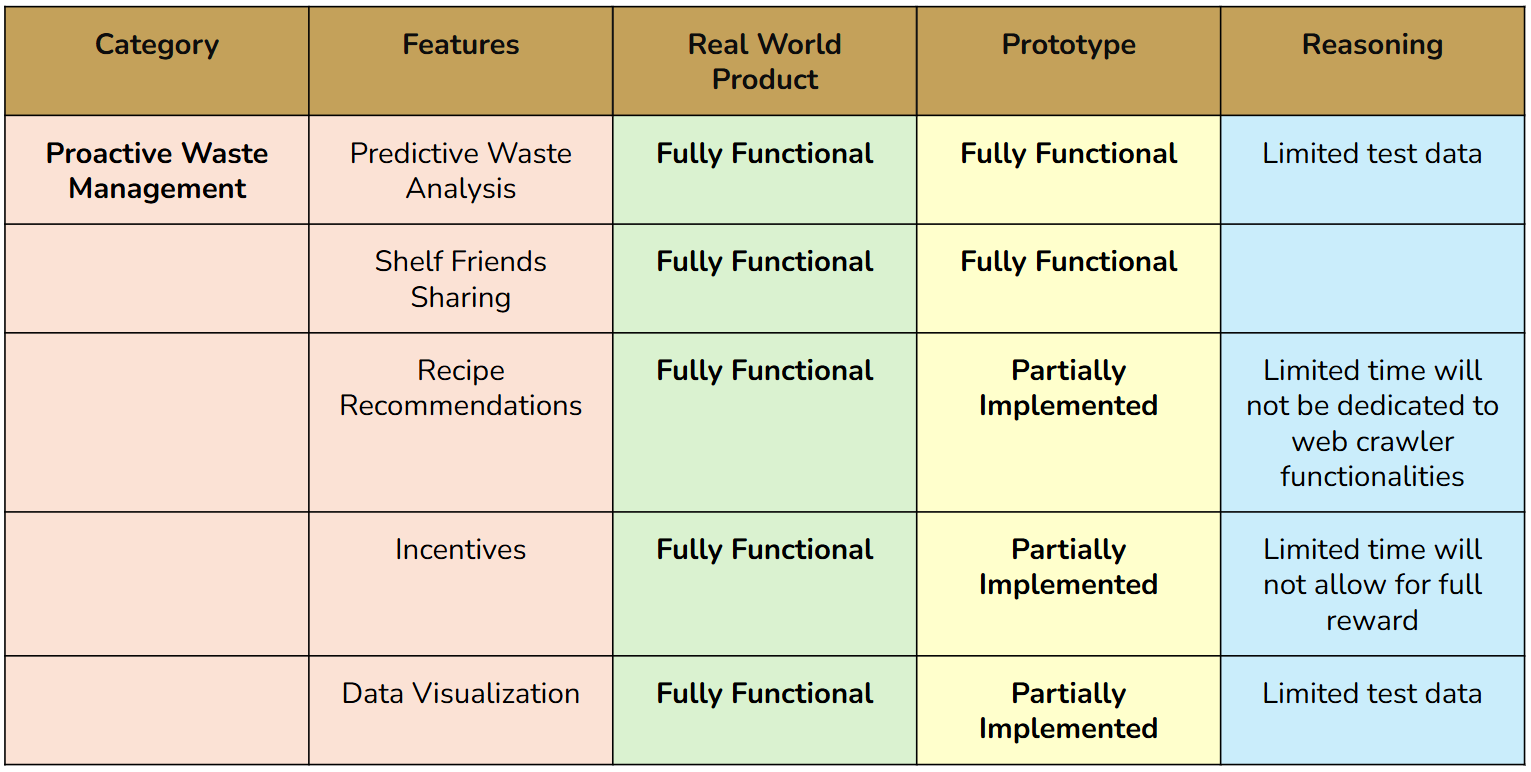 Category
Features
Real World
Product
Prototype
Reasoning
Proactive Waste
Management
Predictive Waste
Analysis
Fully Functional
Fully Functional
Limited test data
Shelf Friends
Sharing
Fully Functional
Fully Functional
Recipe
Recommendations
Fully Functional
Partially
Implemented
Limited time will
not be dedicated to
web crawler
functionalities
Incentives
Fully Functional
Partially
Implemented
Limited time will
not allow for full
reward
Data Visualization
Fully Functional
Partially
Implemented
Limited test data